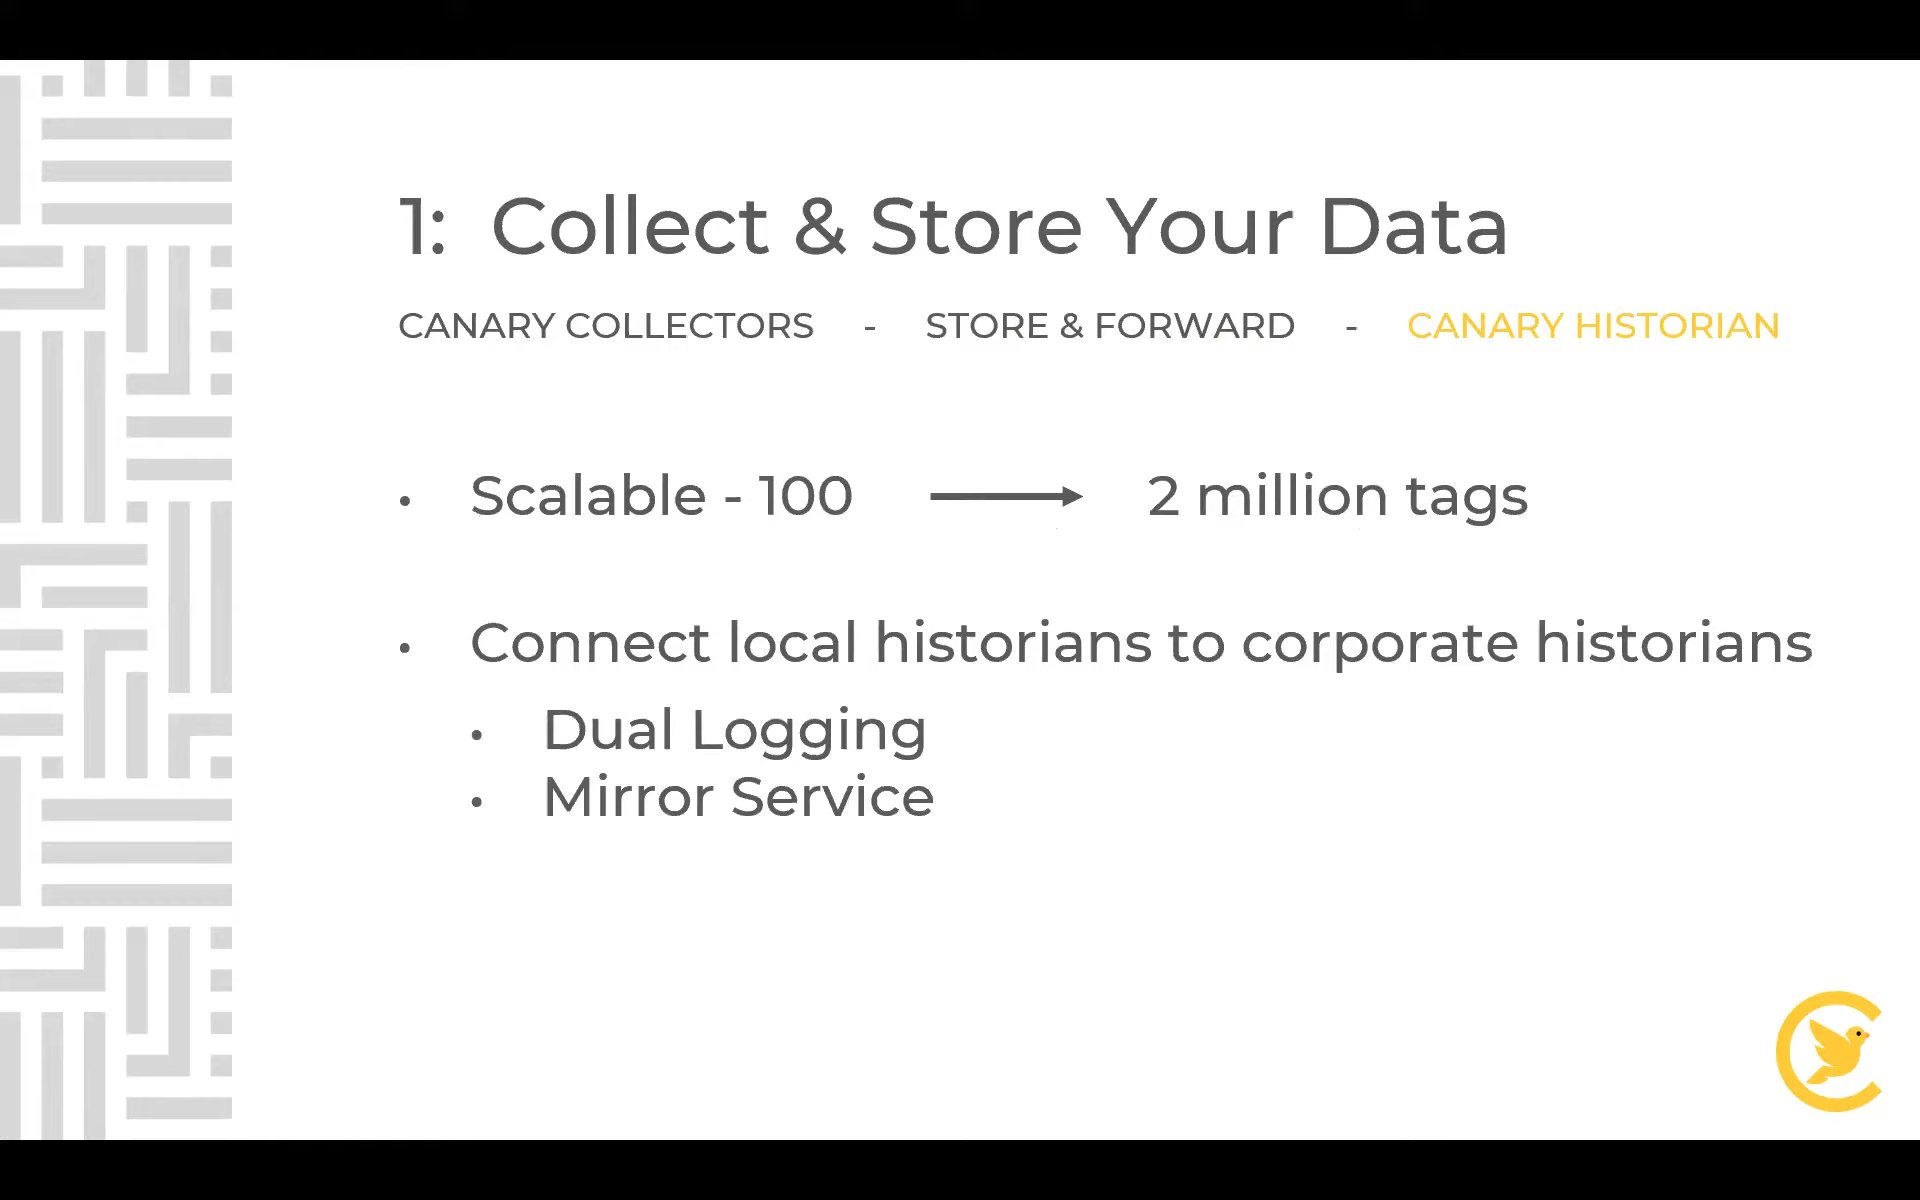 1: Collect & Store Your Data
CANARY COLLECTORS - STORE & FORWARD - CANARY HISTORIAN
• Scalable - 100 ⟶ 2 million tags
• Connect local historians to corporate historians
• Dual Logging
• Mirror Service